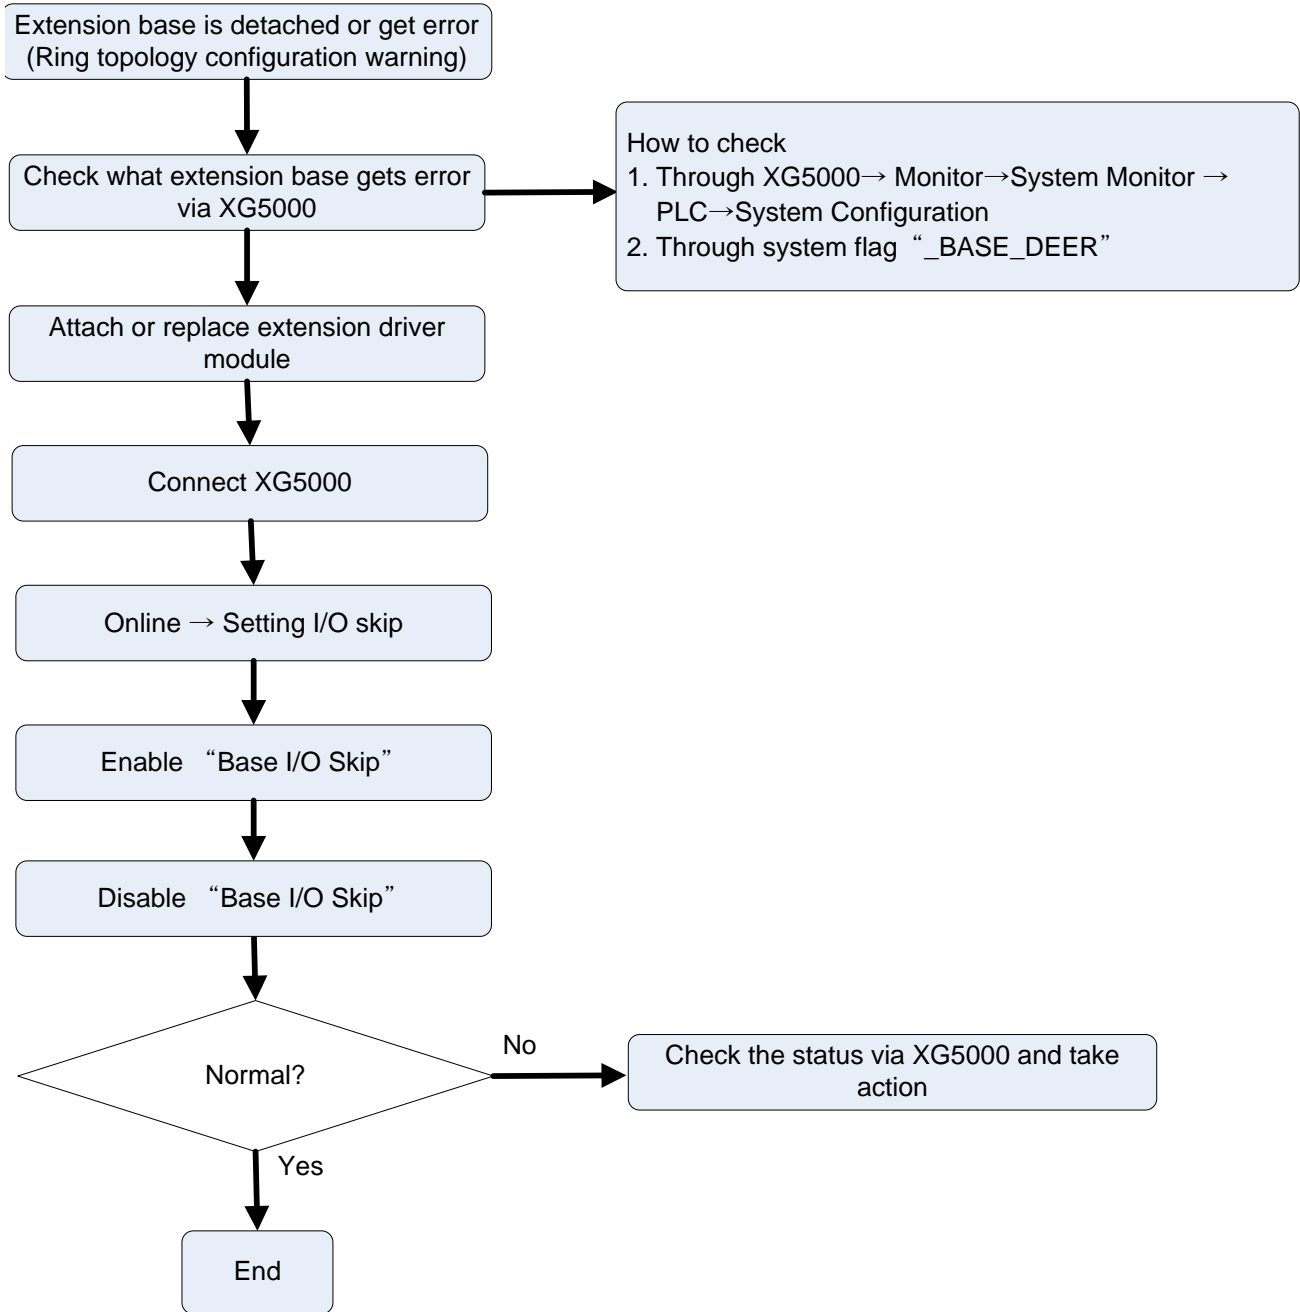 Extension base is detached or get error
(Ring topology configuration warning)
Check what extension base gets error
via XG5000
How to check
1. Through XG5000→ Monitor→System Monitor →
PLC→System Configuration
2. Through system flag “_BASE_DEER”
Attach or replace extension driver
module
Connect XG5000
Online → Setting I/O skip
Enable “Base I/O Skip”
Disable “Base I/O Skip”
Normal?
No
Check the status via XG5000 and take
action
Yes
End